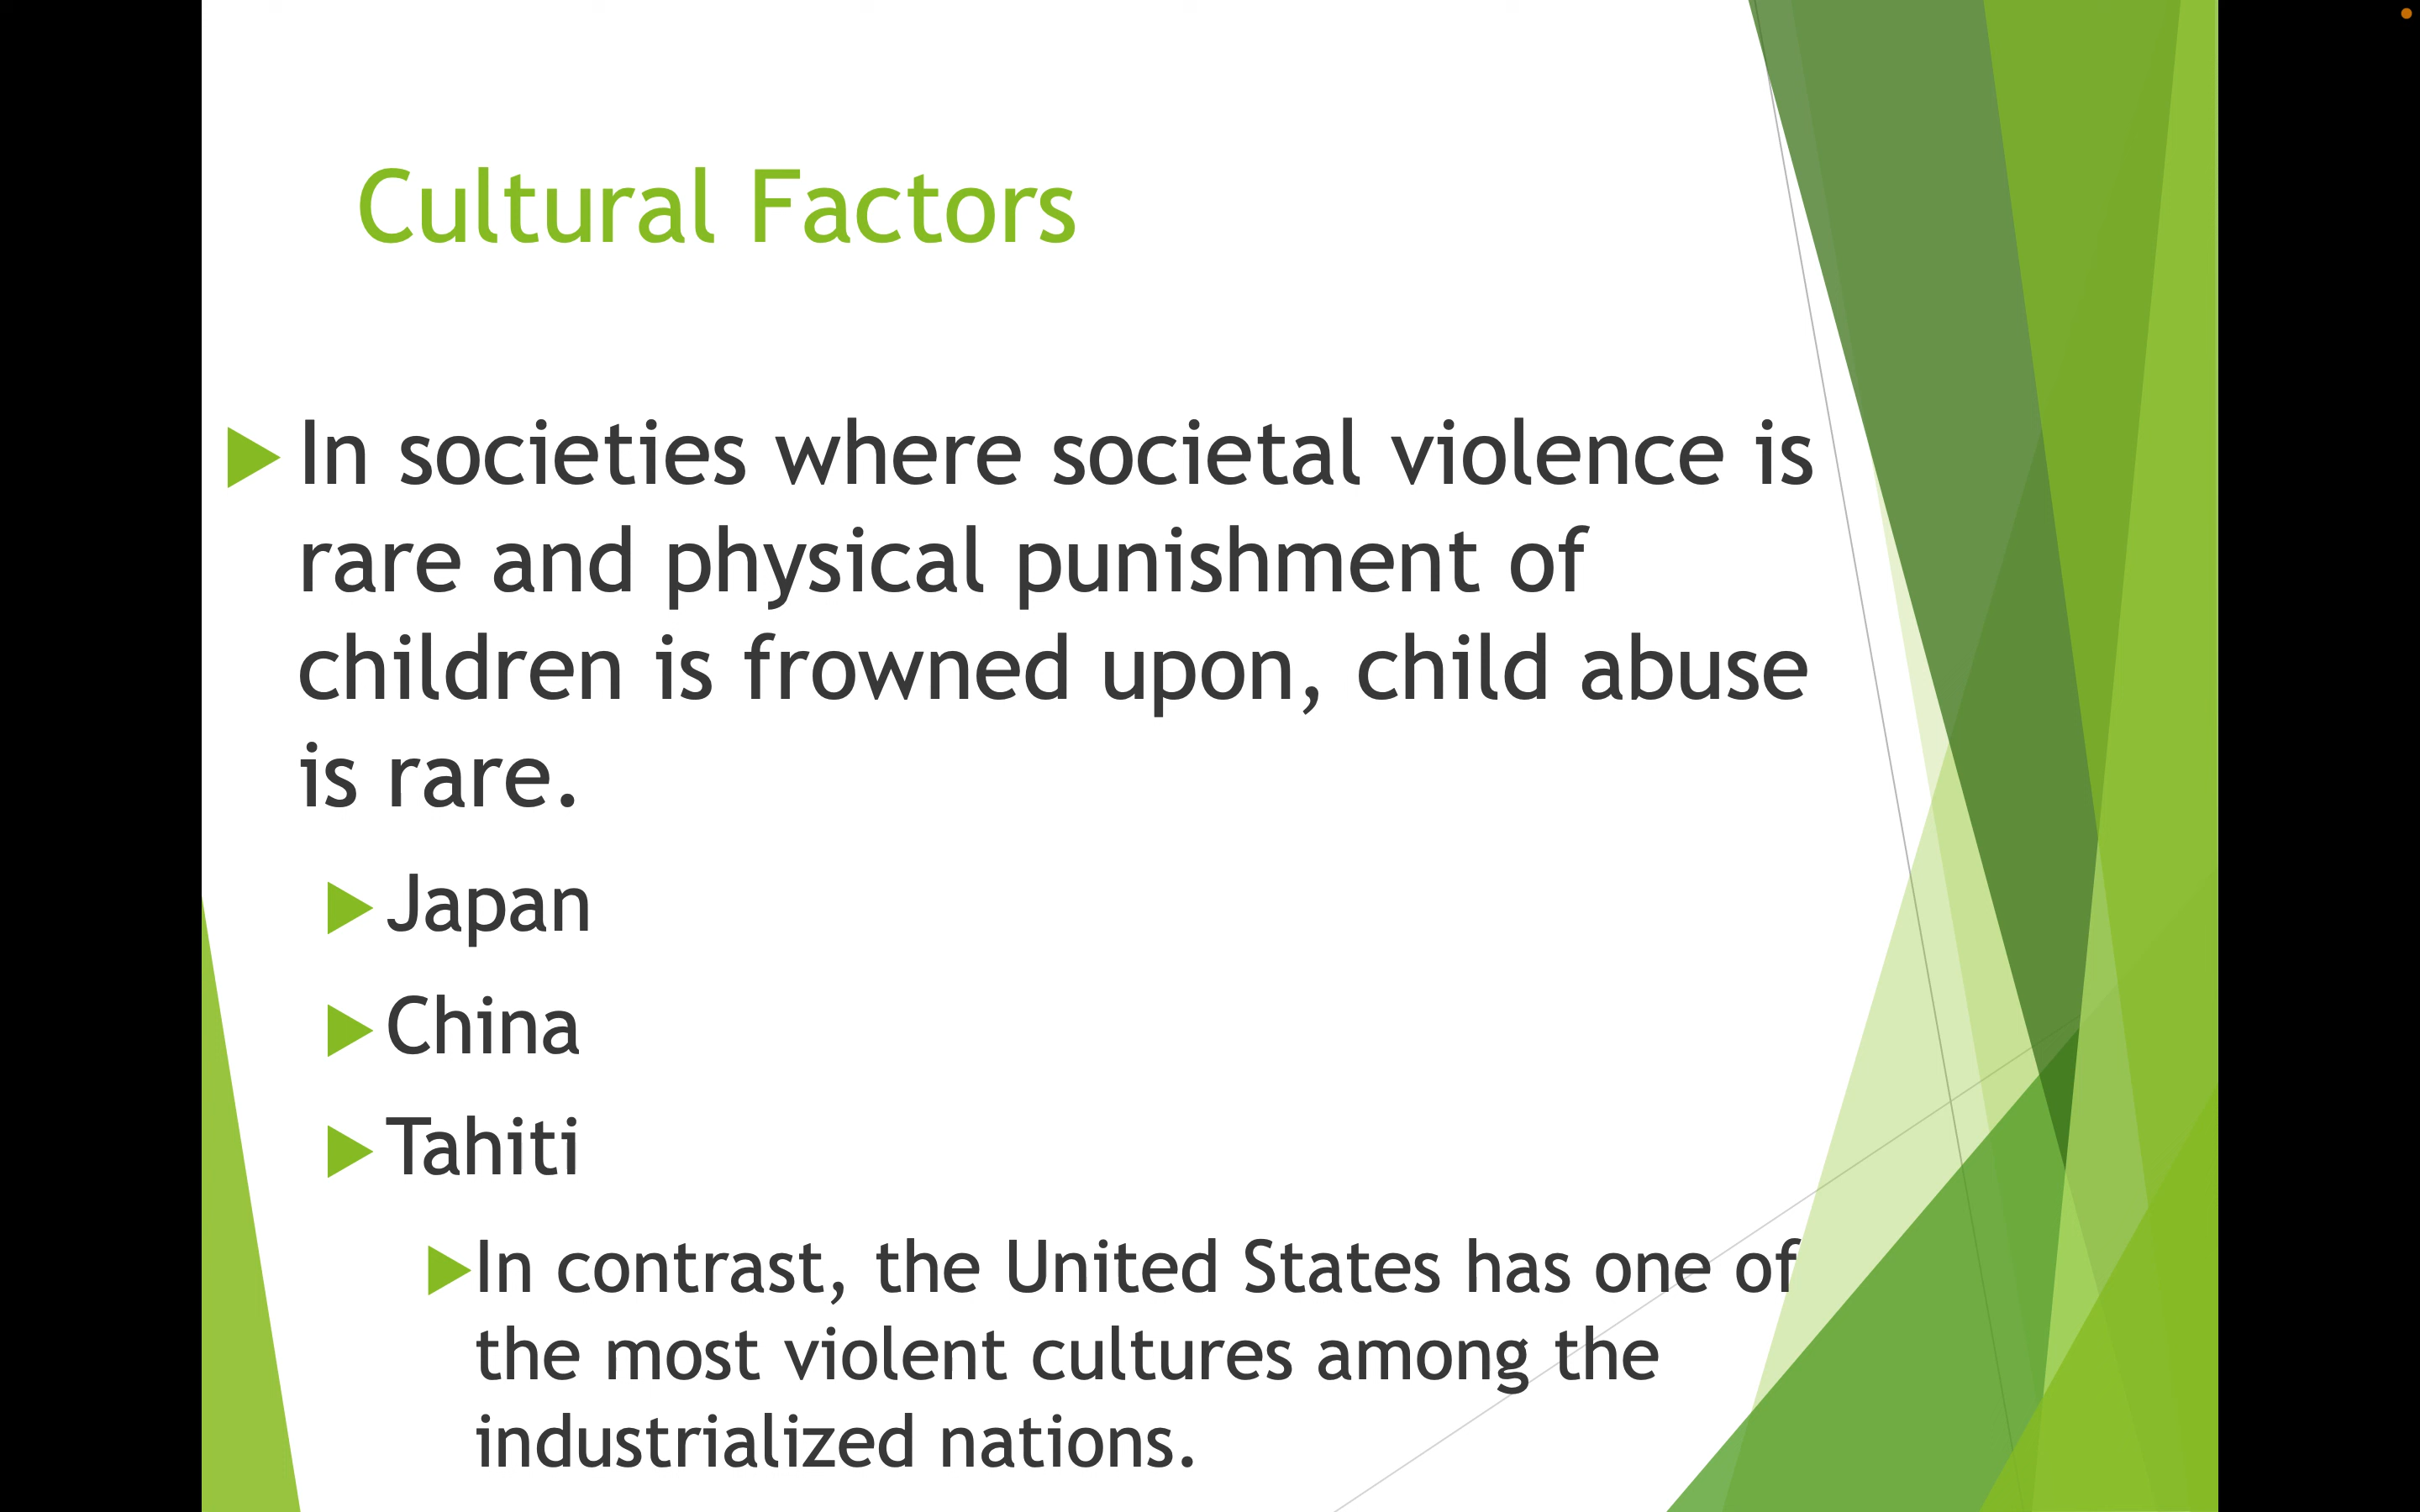 Cultural Factors
In societies where societal violence is
rare and physical punishment of
children is frowned upon, child abuse
is rare.
Japan
China
Tahiti
In contrast, the United States has one of
the most violent cultures among the
industrialized nations.